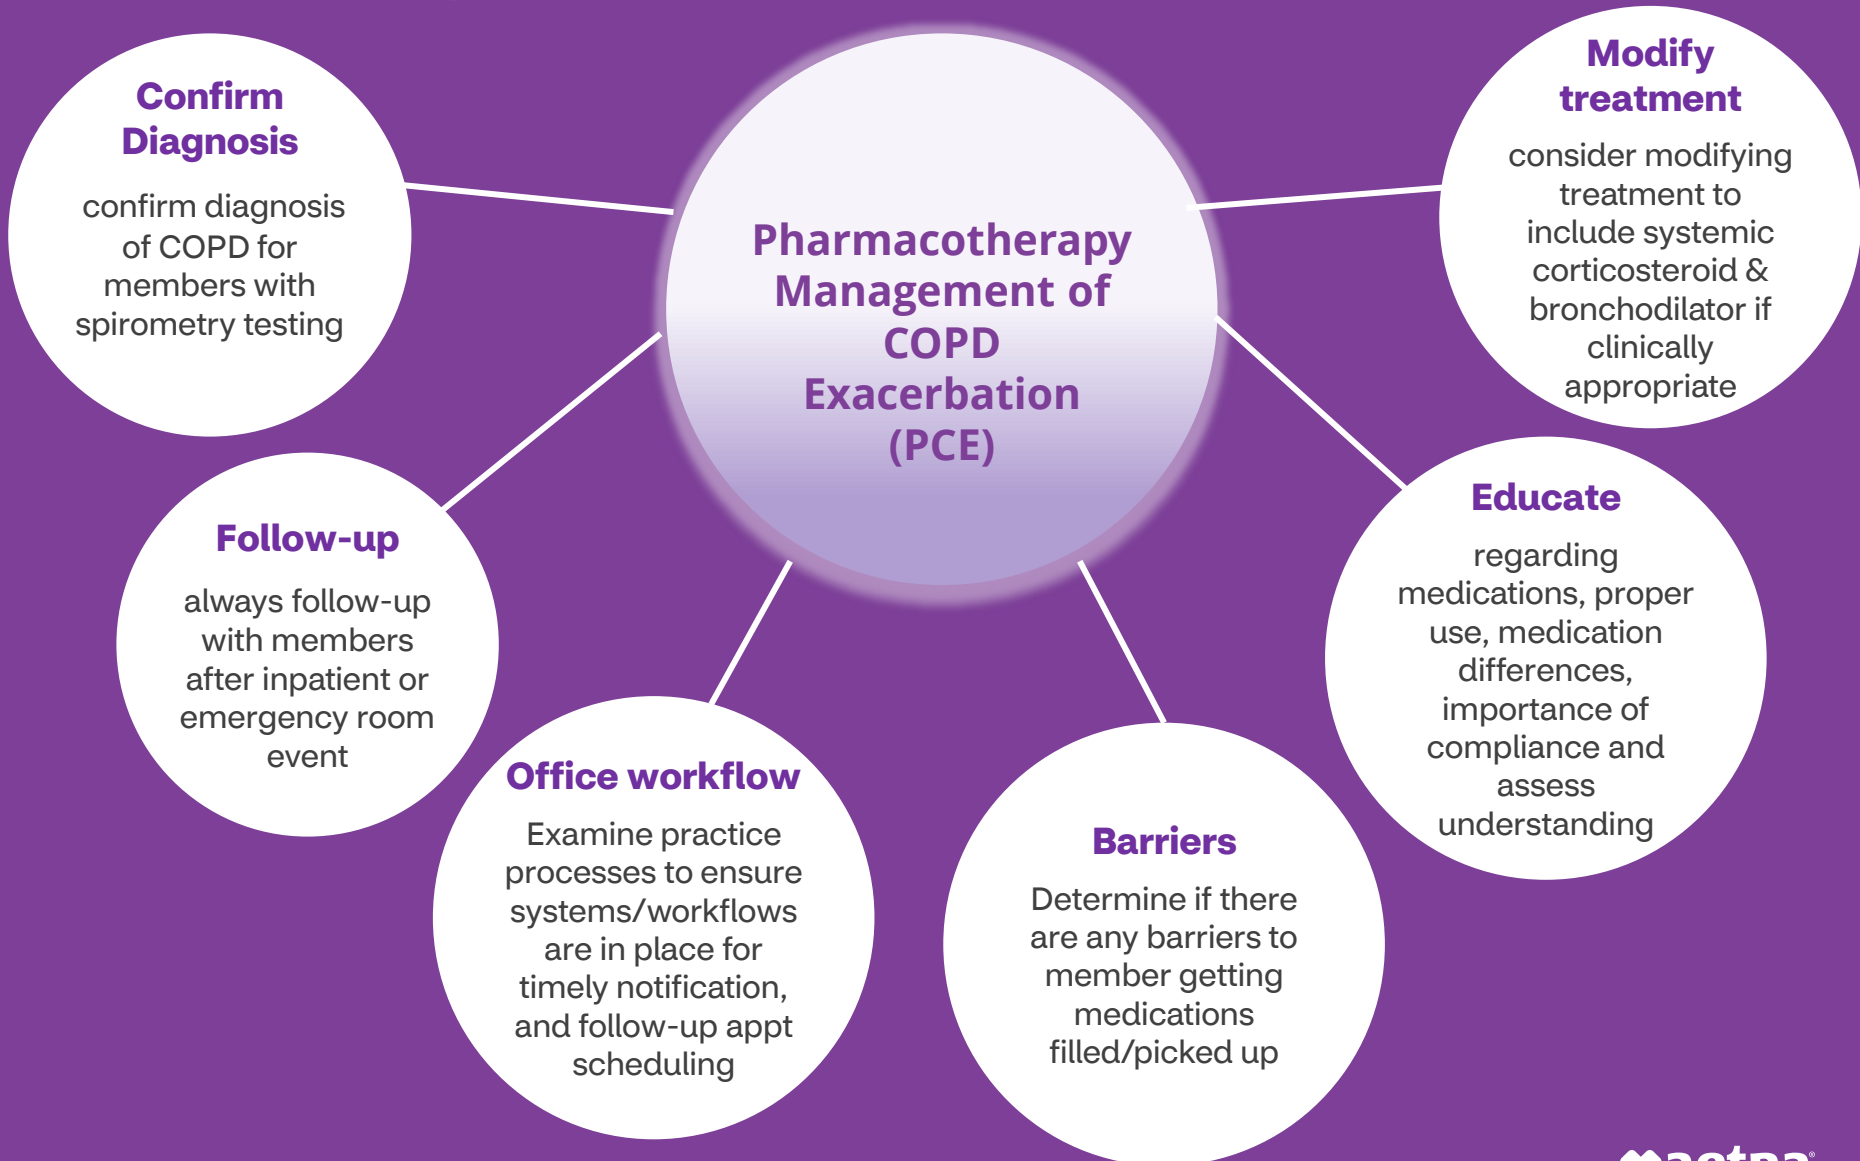 Confirm
Diagnosis
confirm diagnosis
of COPD for
members with
spirometry testing
Follow-up
always follow-up
with members
after inpatient or
emergency room
event
Office workflow
Examine practice
processes to ensure
systems/workflows
are in place for
timely notification,
and follow-up appt
scheduling
Pharmacotherapy
Management of
COPD
Exacerbation
(PCE)
Barriers
Determine if there
are any barriers to
member getting
medications
filled/picked up
Educate
regarding
medications, proper
use, medication
differences,
importance of
compliance and
assess
understanding
Modify
treatment
consider modifying
treatment to
include systemic
corticosteroid &
bronchodilator if
clinically
appropriate
aetna®